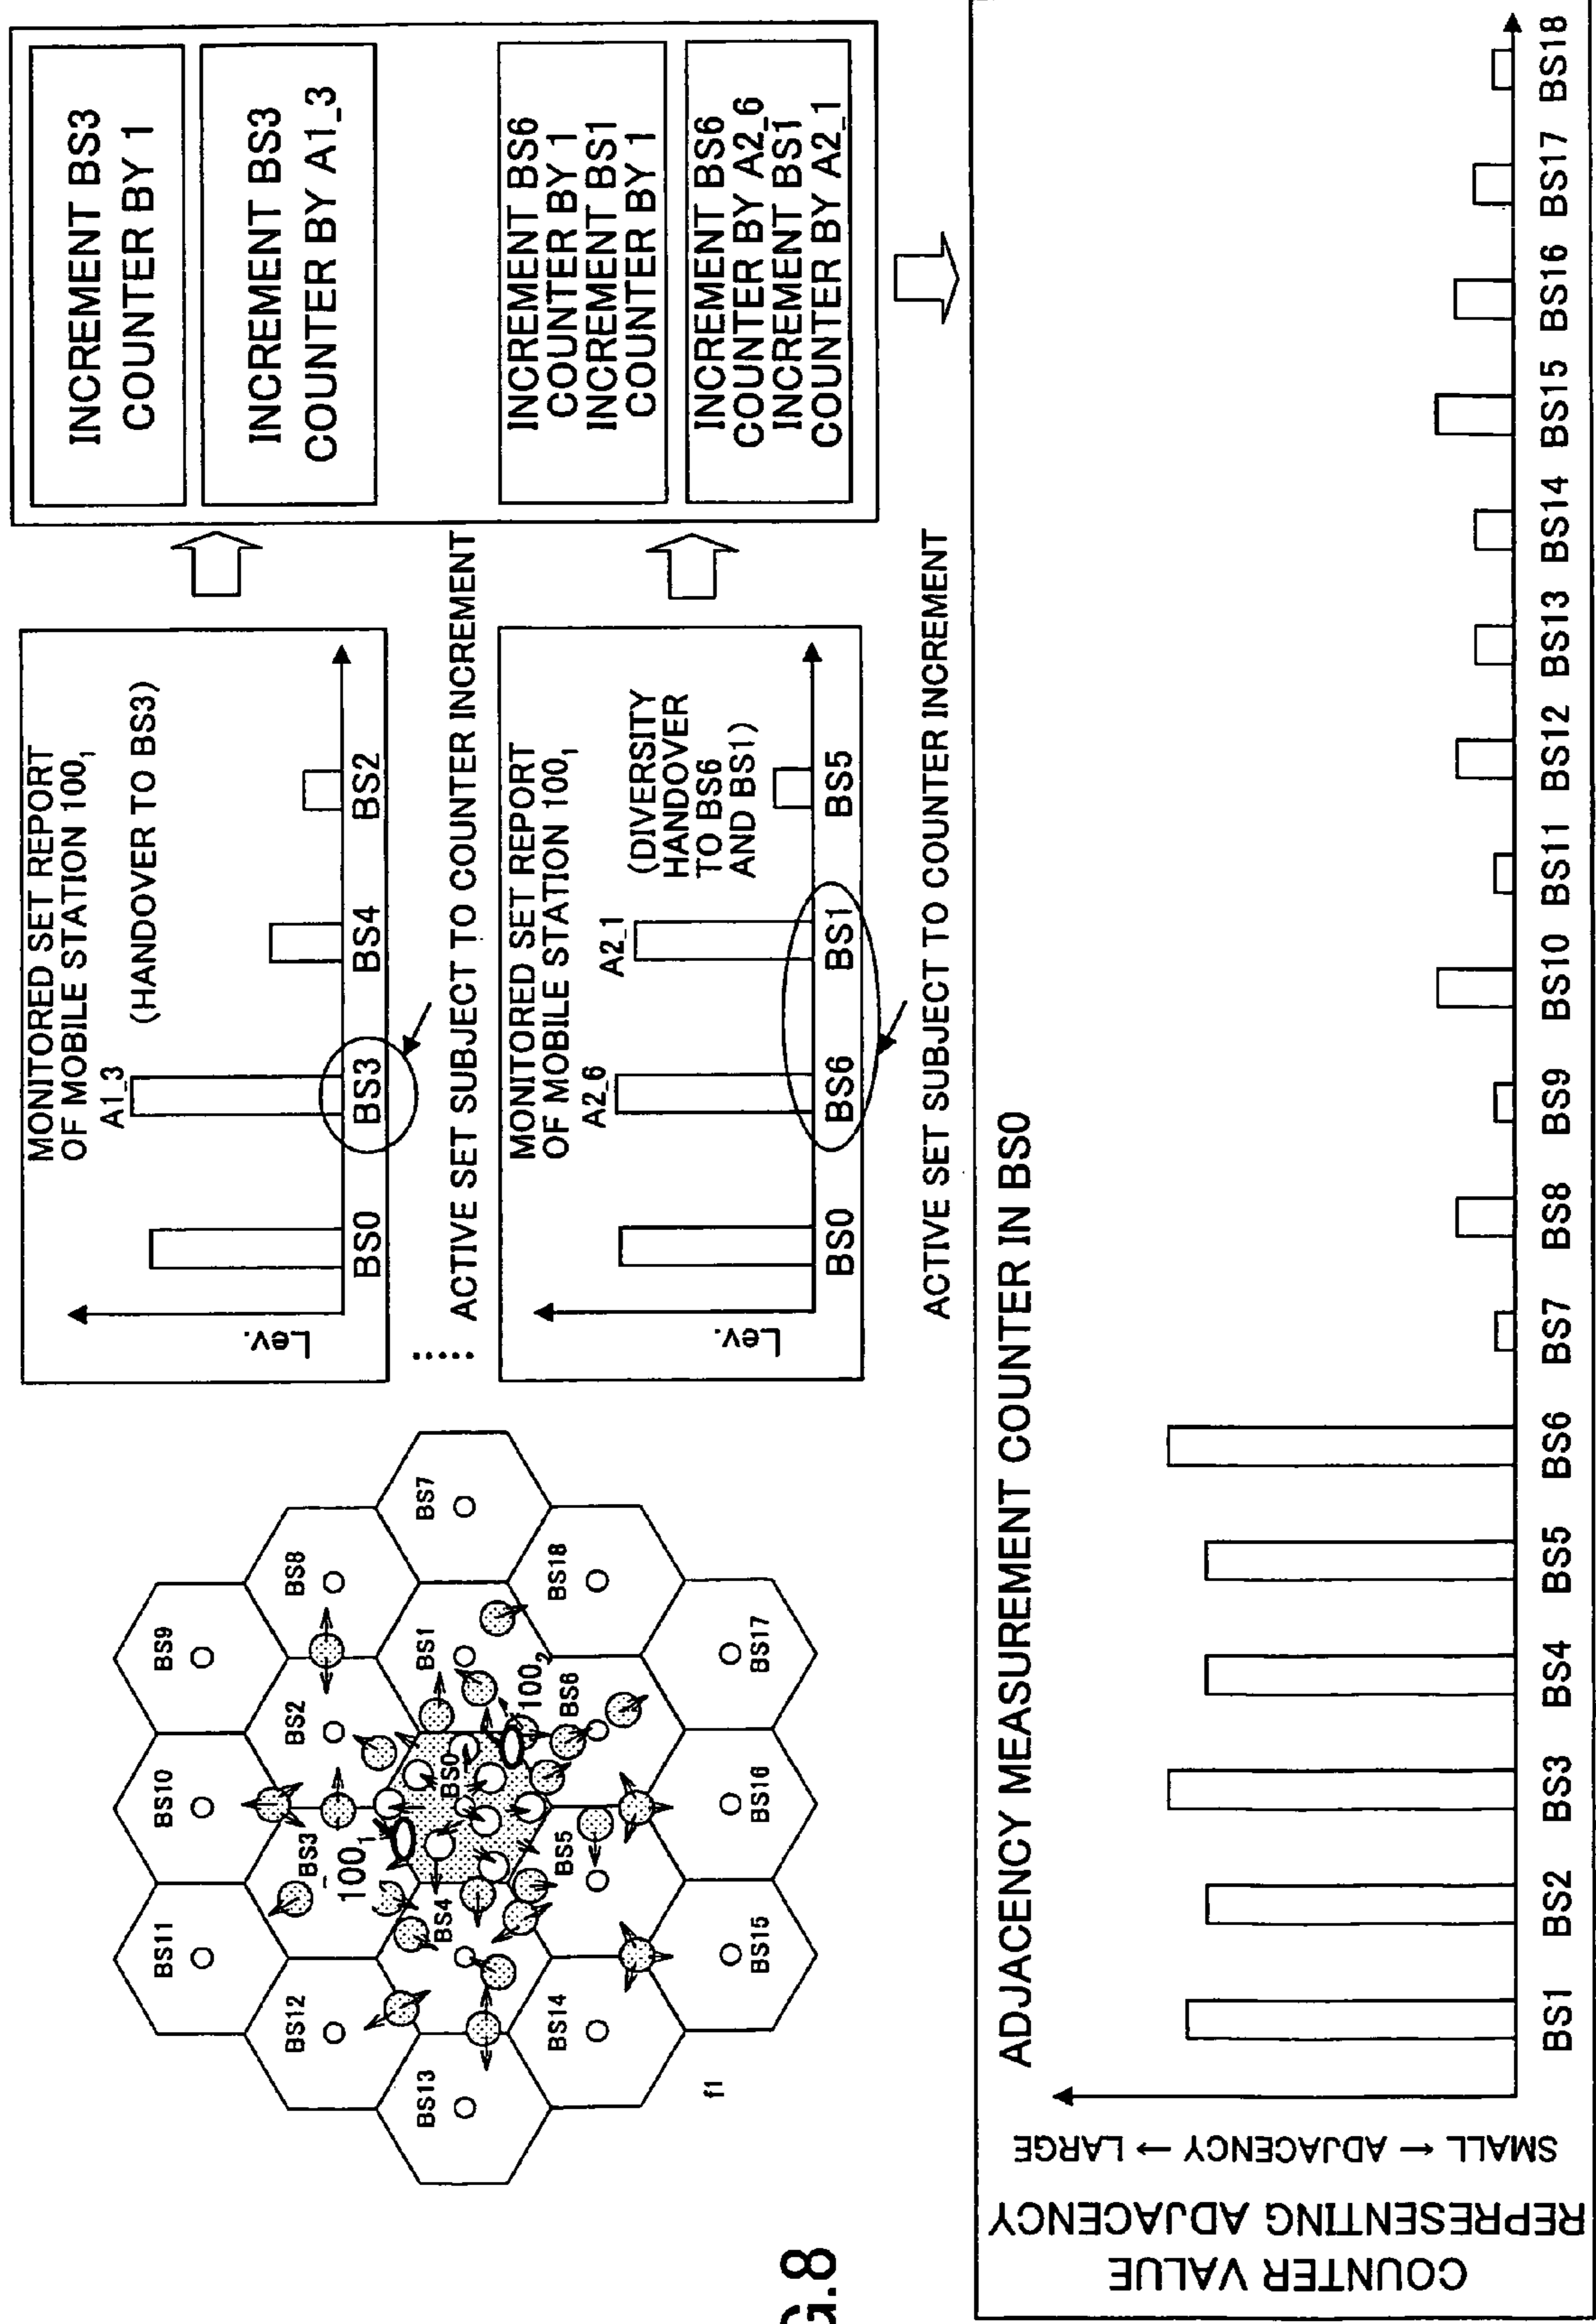 G.8
BS9
BS10
BS8
BS11
BS2
BS12
BS3
BS7
100₁
BS1
BS0
BS13
BS4
100₂
BS18
BS6
BS5
BS14
BS17
BS16
BS15
f1
MONITORED SET REPORT
OF MOBILE STATION 100₁
A1_3
(HANDOVER TO BS3)
Lev.
BS0
BS3
BS4
BS2
ACTIVE SET SUBJECT TO COUNTER INCREMENT
MONITORED SET REPORT
OF MOBILE STATION 100₁
A2_6
A2_1
(DIVERSITY
HANDOVER
TO BS6
AND BS1)
Lev.
BS0
BS6
BS1
BS5
ACTIVE SET SUBJECT TO COUNTER INCREMENT
INCREMENT BS3
COUNTER BY 1
INCREMENT BS3
COUNTER BY A1_3
INCREMENT BS6
COUNTER BY 1
INCREMENT BS1
COUNTER BY 1
INCREMENT BS6
COUNTER BY A2_6
INCREMENT BS1
COUNTER BY A2_1
ADJACENCY MEASUREMENT COUNTER IN BS0
COUNTER VALUE
REPRESENTING ADJACENCY
SMALL ← ADJACENCY → LARGE
BS1 BS2 BS3 BS4 BS5 BS6 BS7 BS8 BS9 BS10 BS11 BS12 BS13 BS14 BS15 BS16 BS17 BS18